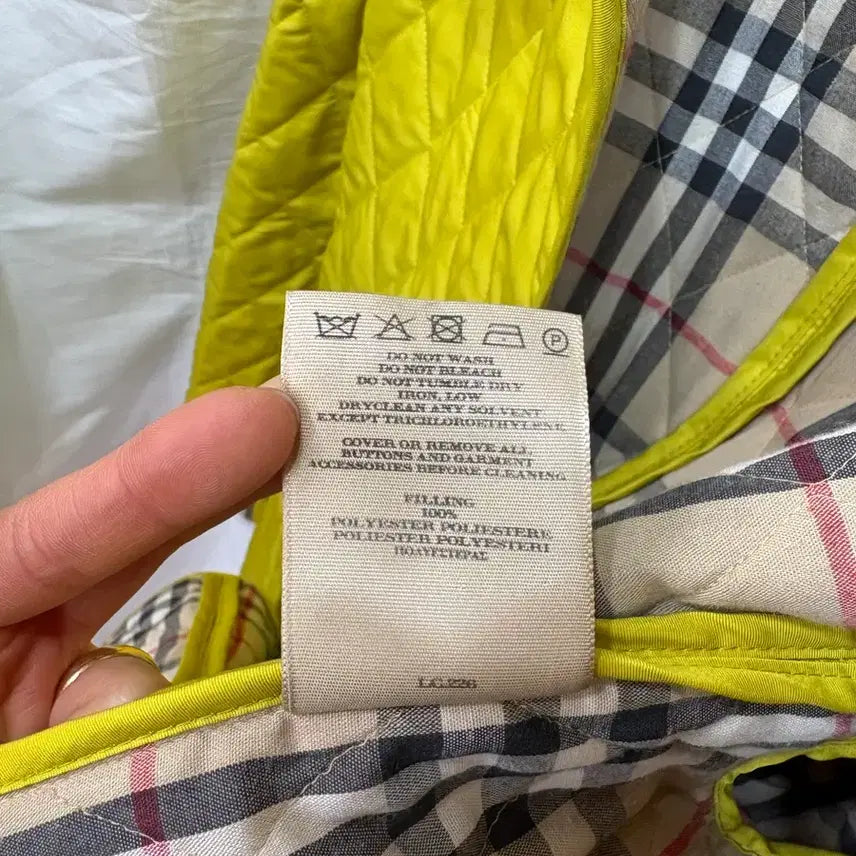 P
DO NOT WASH
DO NOT BLEACH
DO NOT TUMBLE DRY
IRON, LOW
DRYCLEAN ANY SOLVENT
EXCEPT TRICHLOROETHYLENE
COVER OR REMOVE ALL
BUTTONS AND GARMENT
ACCESSORIES BEFORE CLEANING
FILLING
100%
POLYESTER POLIESTERE
POLIESTER POLYESTERI
ΠΟΛΥΕΣΤΕΡΑΣ
LC.226